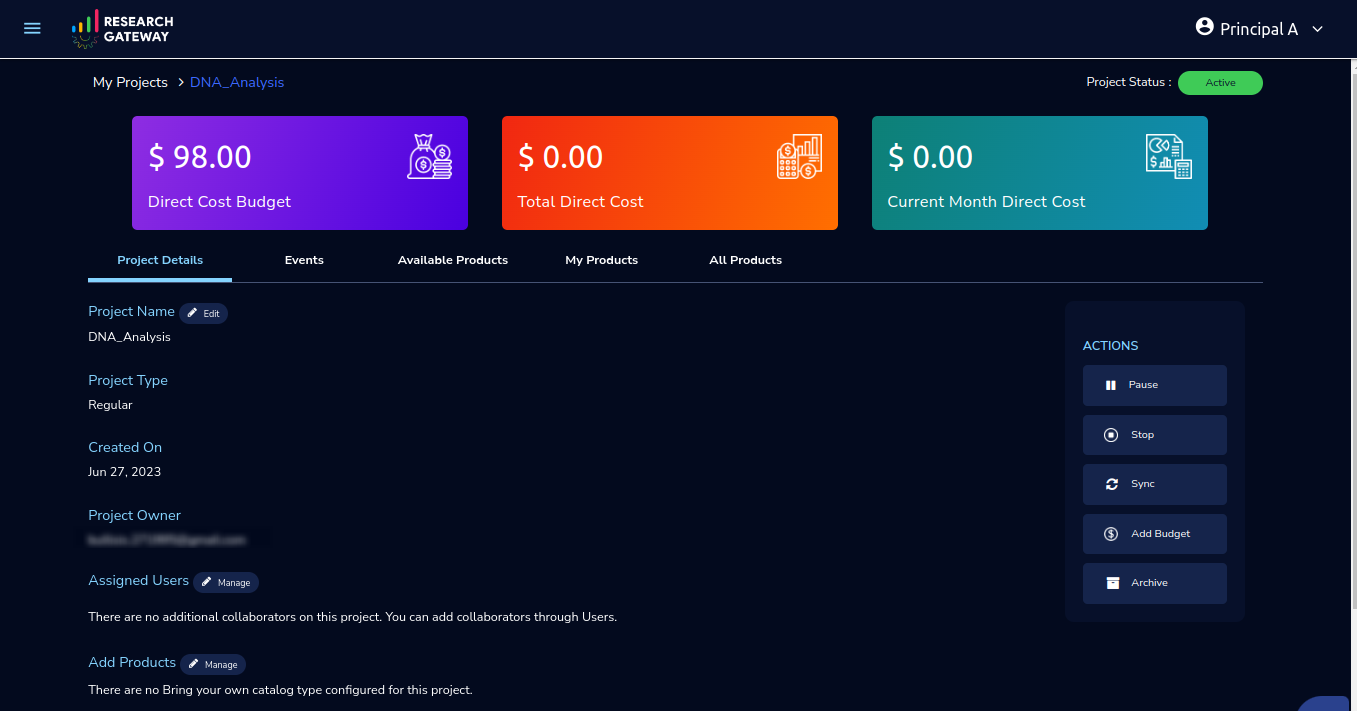 RESEARCH
GATEWAY
Principal A
My Projects > DNA_Analysis
Project Status : Active
$ 98.00
Direct Cost Budget
$ 0.00
Total Direct Cost
$ 0.00
Current Month Direct Cost
Project Details Events Available Products My Products All Products
Project Name Edit
DNA_Analysis
Project Type
Regular
Created On
Jun 27, 2023
Project Owner
Assigned Users Manage
There are no additional collaborators on this project. You can add collaborators through Users.
Add Products Manage
There are no Bring your own catalog type configured for this project.
ACTIONS
Pause
Stop
Sync
Add Budget
Archive